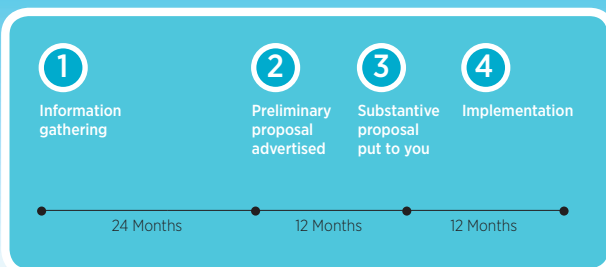 1
Information
gathering
2
Preliminary
proposal
advertised
3
Substantive
proposal
put to you
4
Implementation
24 Months
12 Months
12 Months